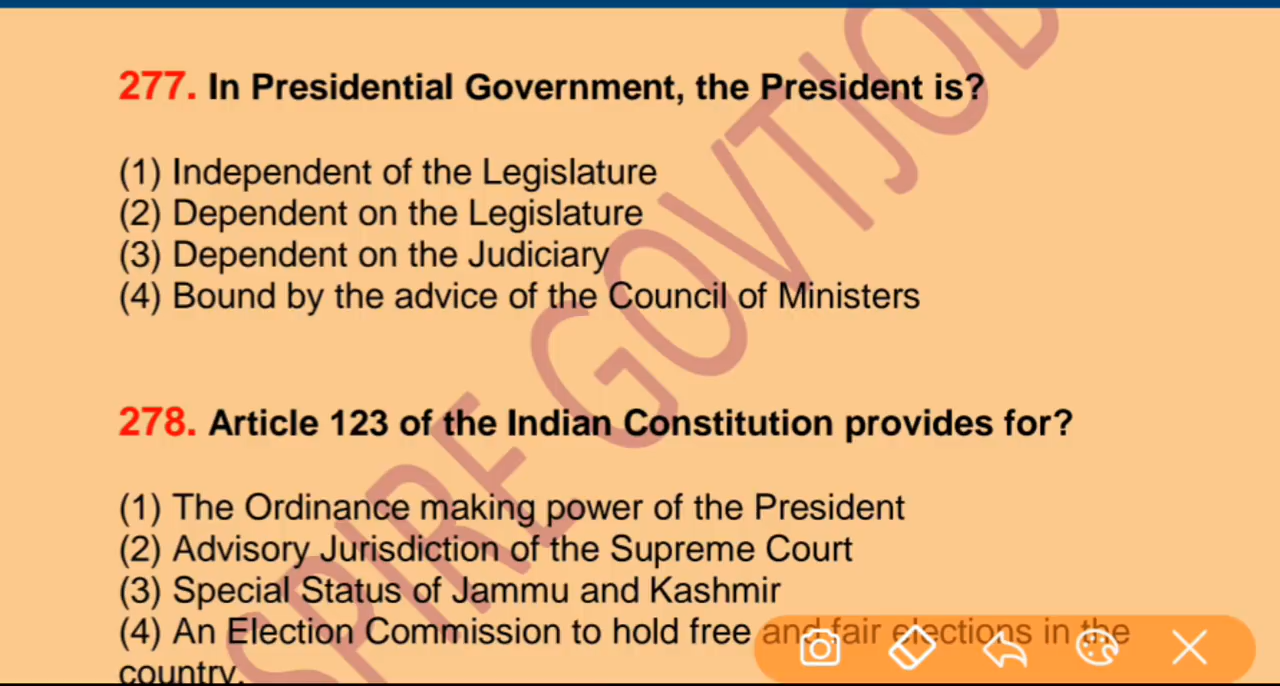 277. In Presidential Government, the President is?
(1) Independent of the Legislature
(2) Dependent on the Legislature
(3) Dependent on the Judiciary
(4) Bound by the advice of the Council of Ministers
278. Article 123 of the Indian Constitution provides for?
(1) The Ordinance making power of the President
(2) Advisory Jurisdiction of the Supreme Court
(3) Special Status of Jammu and Kashmir
(4) An Election Commission to hold free and fair elections in the
country.
SPIRE GOVTJOB